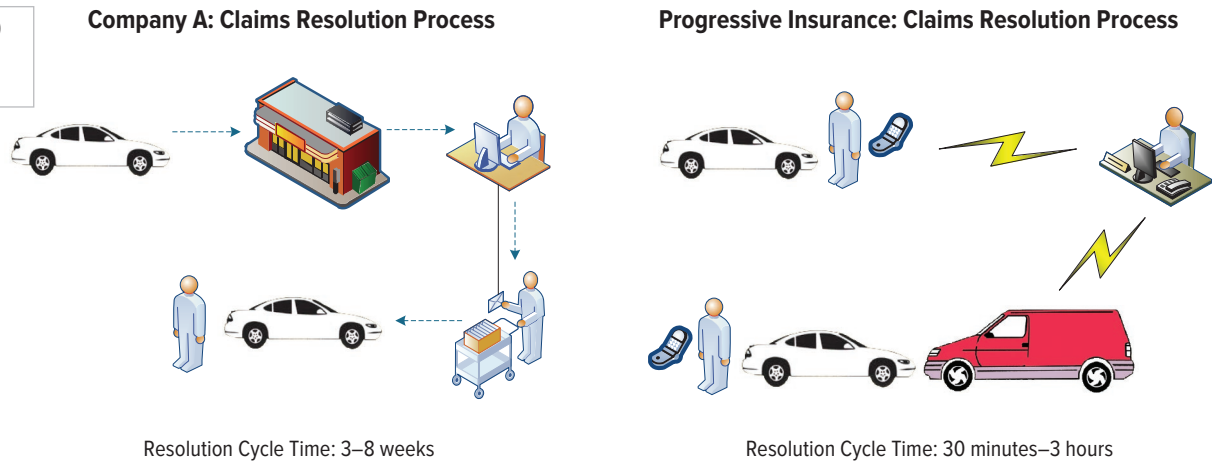 Company A: Claims Resolution Process
Progressive Insurance: Claims Resolution Process
Resolution Cycle Time: 3–8 weeks
Resolution Cycle Time: 30 minutes–3 hours